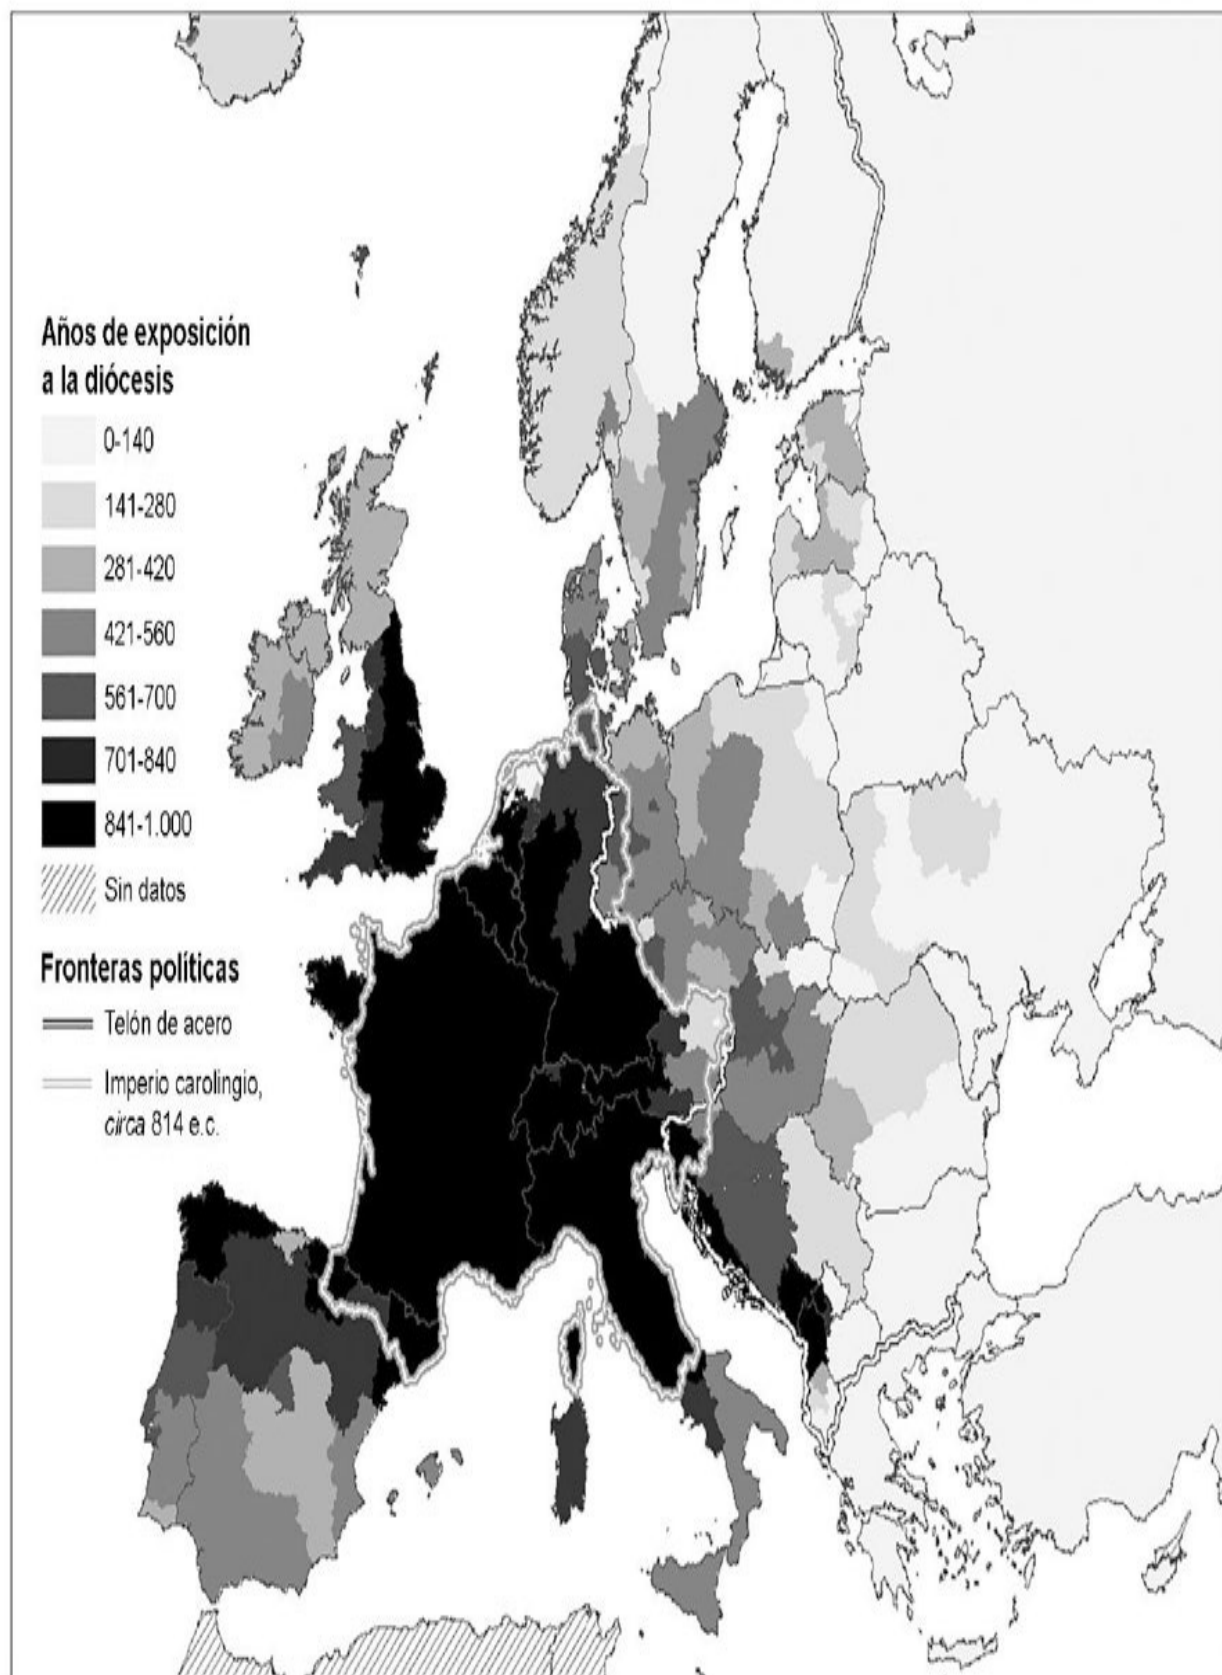 Años de exposición
a la diócesis
0-140
141-280
281-420
421-560
561-700
701-840
841-1.000
Sin datos
Fronteras políticas
Telón de acero
Imperio carolingio,
circa 814 e.c.